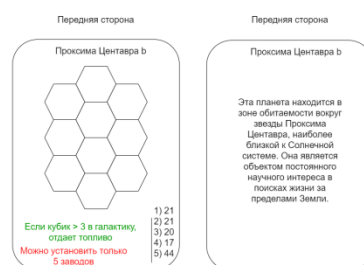 Передняя сторона
Проксима Центавра b
1) 21
2) 21
3) 20
4) 17
5) 44
Если кубик > 3 в галактику,
отдает топливо
Можно установить только
5 заводов
Передняя сторона
Проксима Центавра b
Эта планета находится в
зоне обитаемости вокруг
звезды Проксима
Центавра, наиболее
близкой к Солнечной
системе. Она является
объектом постоянного
научного интереса в
поисках жизни за
пределами Земли.